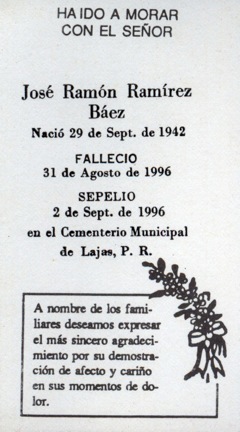 HA IDO A MORAR
CON EL SEÑOR
José Ramón Ramírez
Báez
Nació 29 de Sept. de 1942
FALLECIO
31 de Agosto de 1996
SEPELIO
2 de Sept. de 1996
en el Cementerio Municipal
de Lajas, P. R.
A nombre de los fami-
liares deseamos expresar
el más sincero agradeci-
miento por su demostra-
ción de afecto y cariño
en sus momentos de do-
lor.